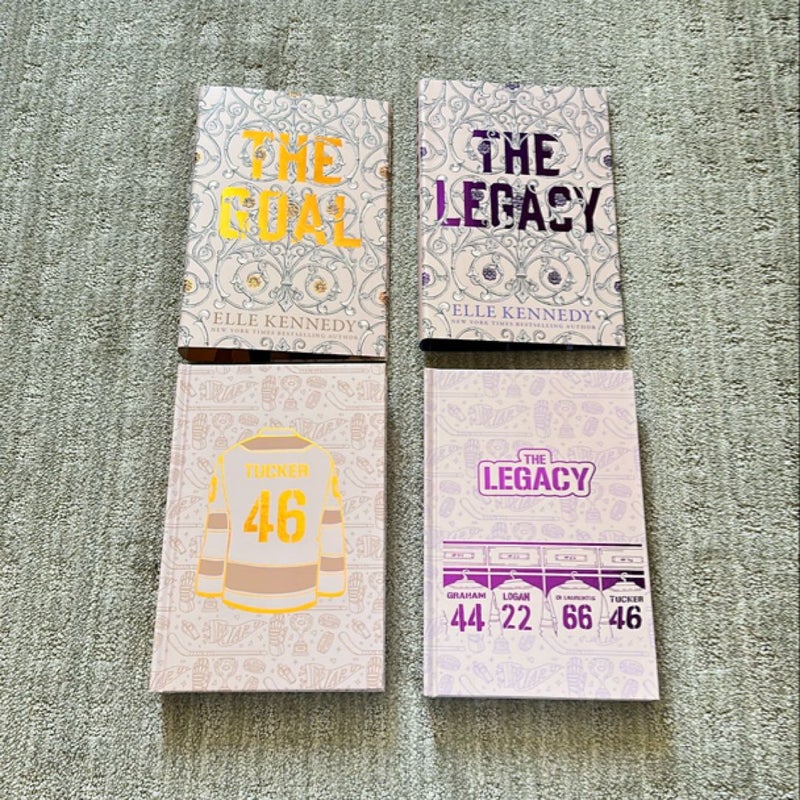 THE
GOAL
ELLE KENNEDY
NEW YORK TIMES BESTSELLING AUTHOR
THE
LEGACY
ELLE KENNEDY
NEW YORK TIMES BESTSELLING AUTHOR
TUCKER
46
THE
LEGACY
GRAHAM LOGAN DI LAURENTIS TUCKER
44 22 66 46